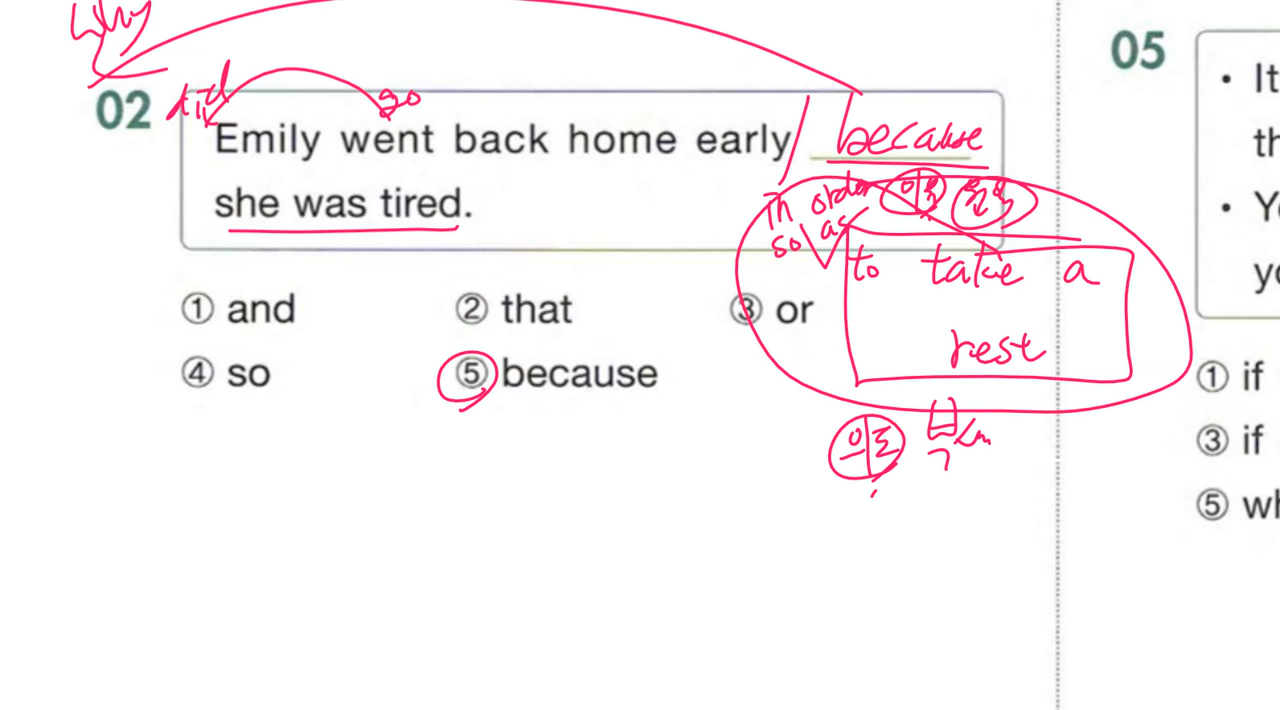 Why
did
go
02
05
Emily went back home early because
she was tired.
in order
so as
to take a
rest
① and
② that
③ or
④ so
⑤ because
의도
• It
th
• Yo
yo
① if
③ if
⑤ wh